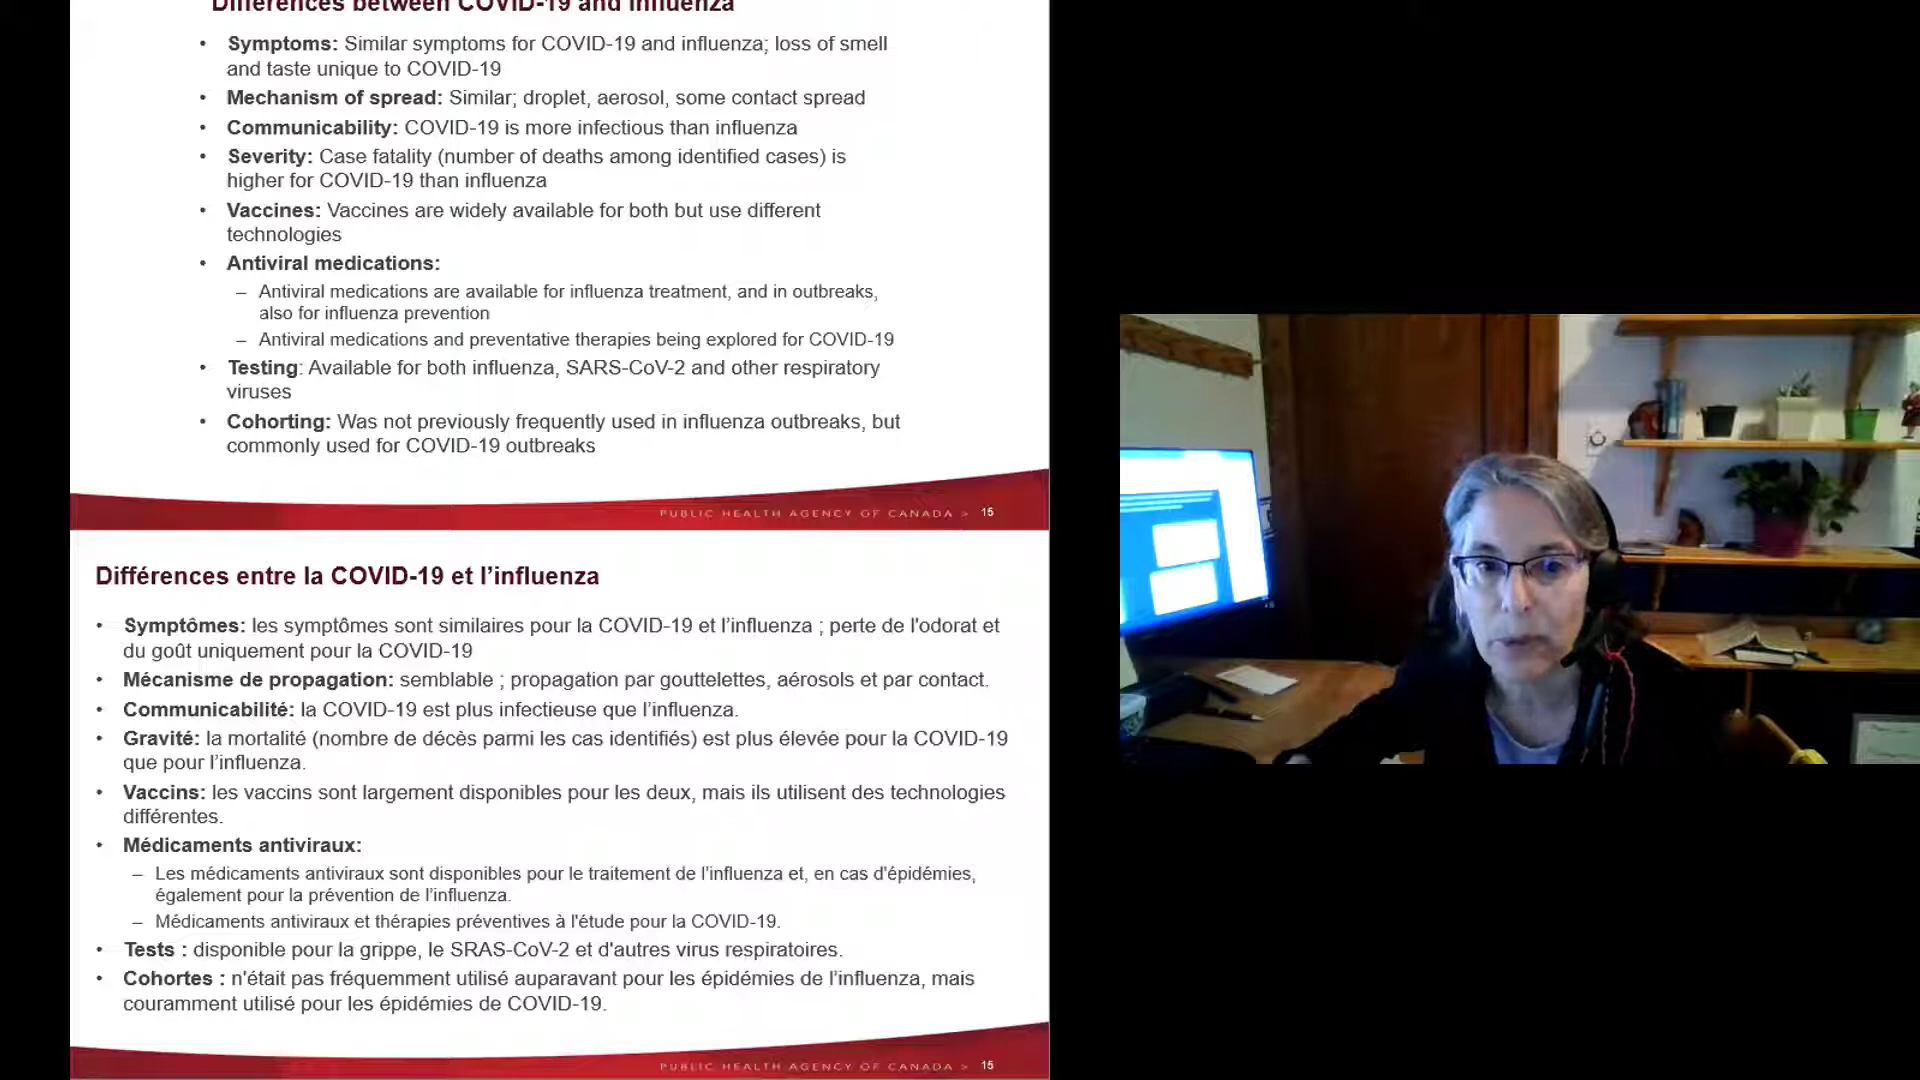 Differences between COVID-19 and influenza
• Symptoms: Similar symptoms for COVID-19 and influenza; loss of smell
and taste unique to COVID-19
• Mechanism of spread: Similar; droplet, aerosol, some contact spread
• Communicability: COVID-19 is more infectious than influenza
• Severity: Case fatality (number of deaths among identified cases) is
higher for COVID-19 than influenza
• Vaccines: Vaccines are widely available for both but use different
technologies
• Antiviral medications:
– Antiviral medications are available for influenza treatment, and in outbreaks,
also for influenza prevention
– Antiviral medications and preventative therapies being explored for COVID-19
• Testing: Available for both influenza, SARS-CoV-2 and other respiratory
viruses
• Cohorting: Was not previously frequently used in influenza outbreaks, but
commonly used for COVID-19 outbreaks
PUBLIC HEALTH AGENCY OF CANADA > 15
Différences entre la COVID-19 et l’influenza
• Symptômes: les symptômes sont similaires pour la COVID-19 et l’influenza ; perte de l'odorat et
du goût uniquement pour la COVID-19
• Mécanisme de propagation: semblable ; propagation par gouttelettes, aérosols et par contact.
• Communicabilité: la COVID-19 est plus infectieuse que l’influenza.
• Gravité: la mortalité (nombre de décès parmi les cas identifiés) est plus élevée pour la COVID-19
que pour l’influenza.
• Vaccins: les vaccins sont largement disponibles pour les deux, mais ils utilisent des technologies
différentes.
• Médicaments antiviraux:
– Les médicaments antiviraux sont disponibles pour le traitement de l’influenza et, en cas d'épidémies,
également pour la prévention de l’influenza.
– Médicaments antiviraux et thérapies préventives à l'étude pour la COVID-19.
• Tests : disponible pour la grippe, le SRAS-CoV-2 et d'autres virus respiratoires.
• Cohortes : n'était pas fréquemment utilisé auparavant pour les épidémies de l’influenza, mais
couramment utilisé pour les épidémies de COVID-19.
PUBLIC HEALTH AGENCY OF CANADA > 15